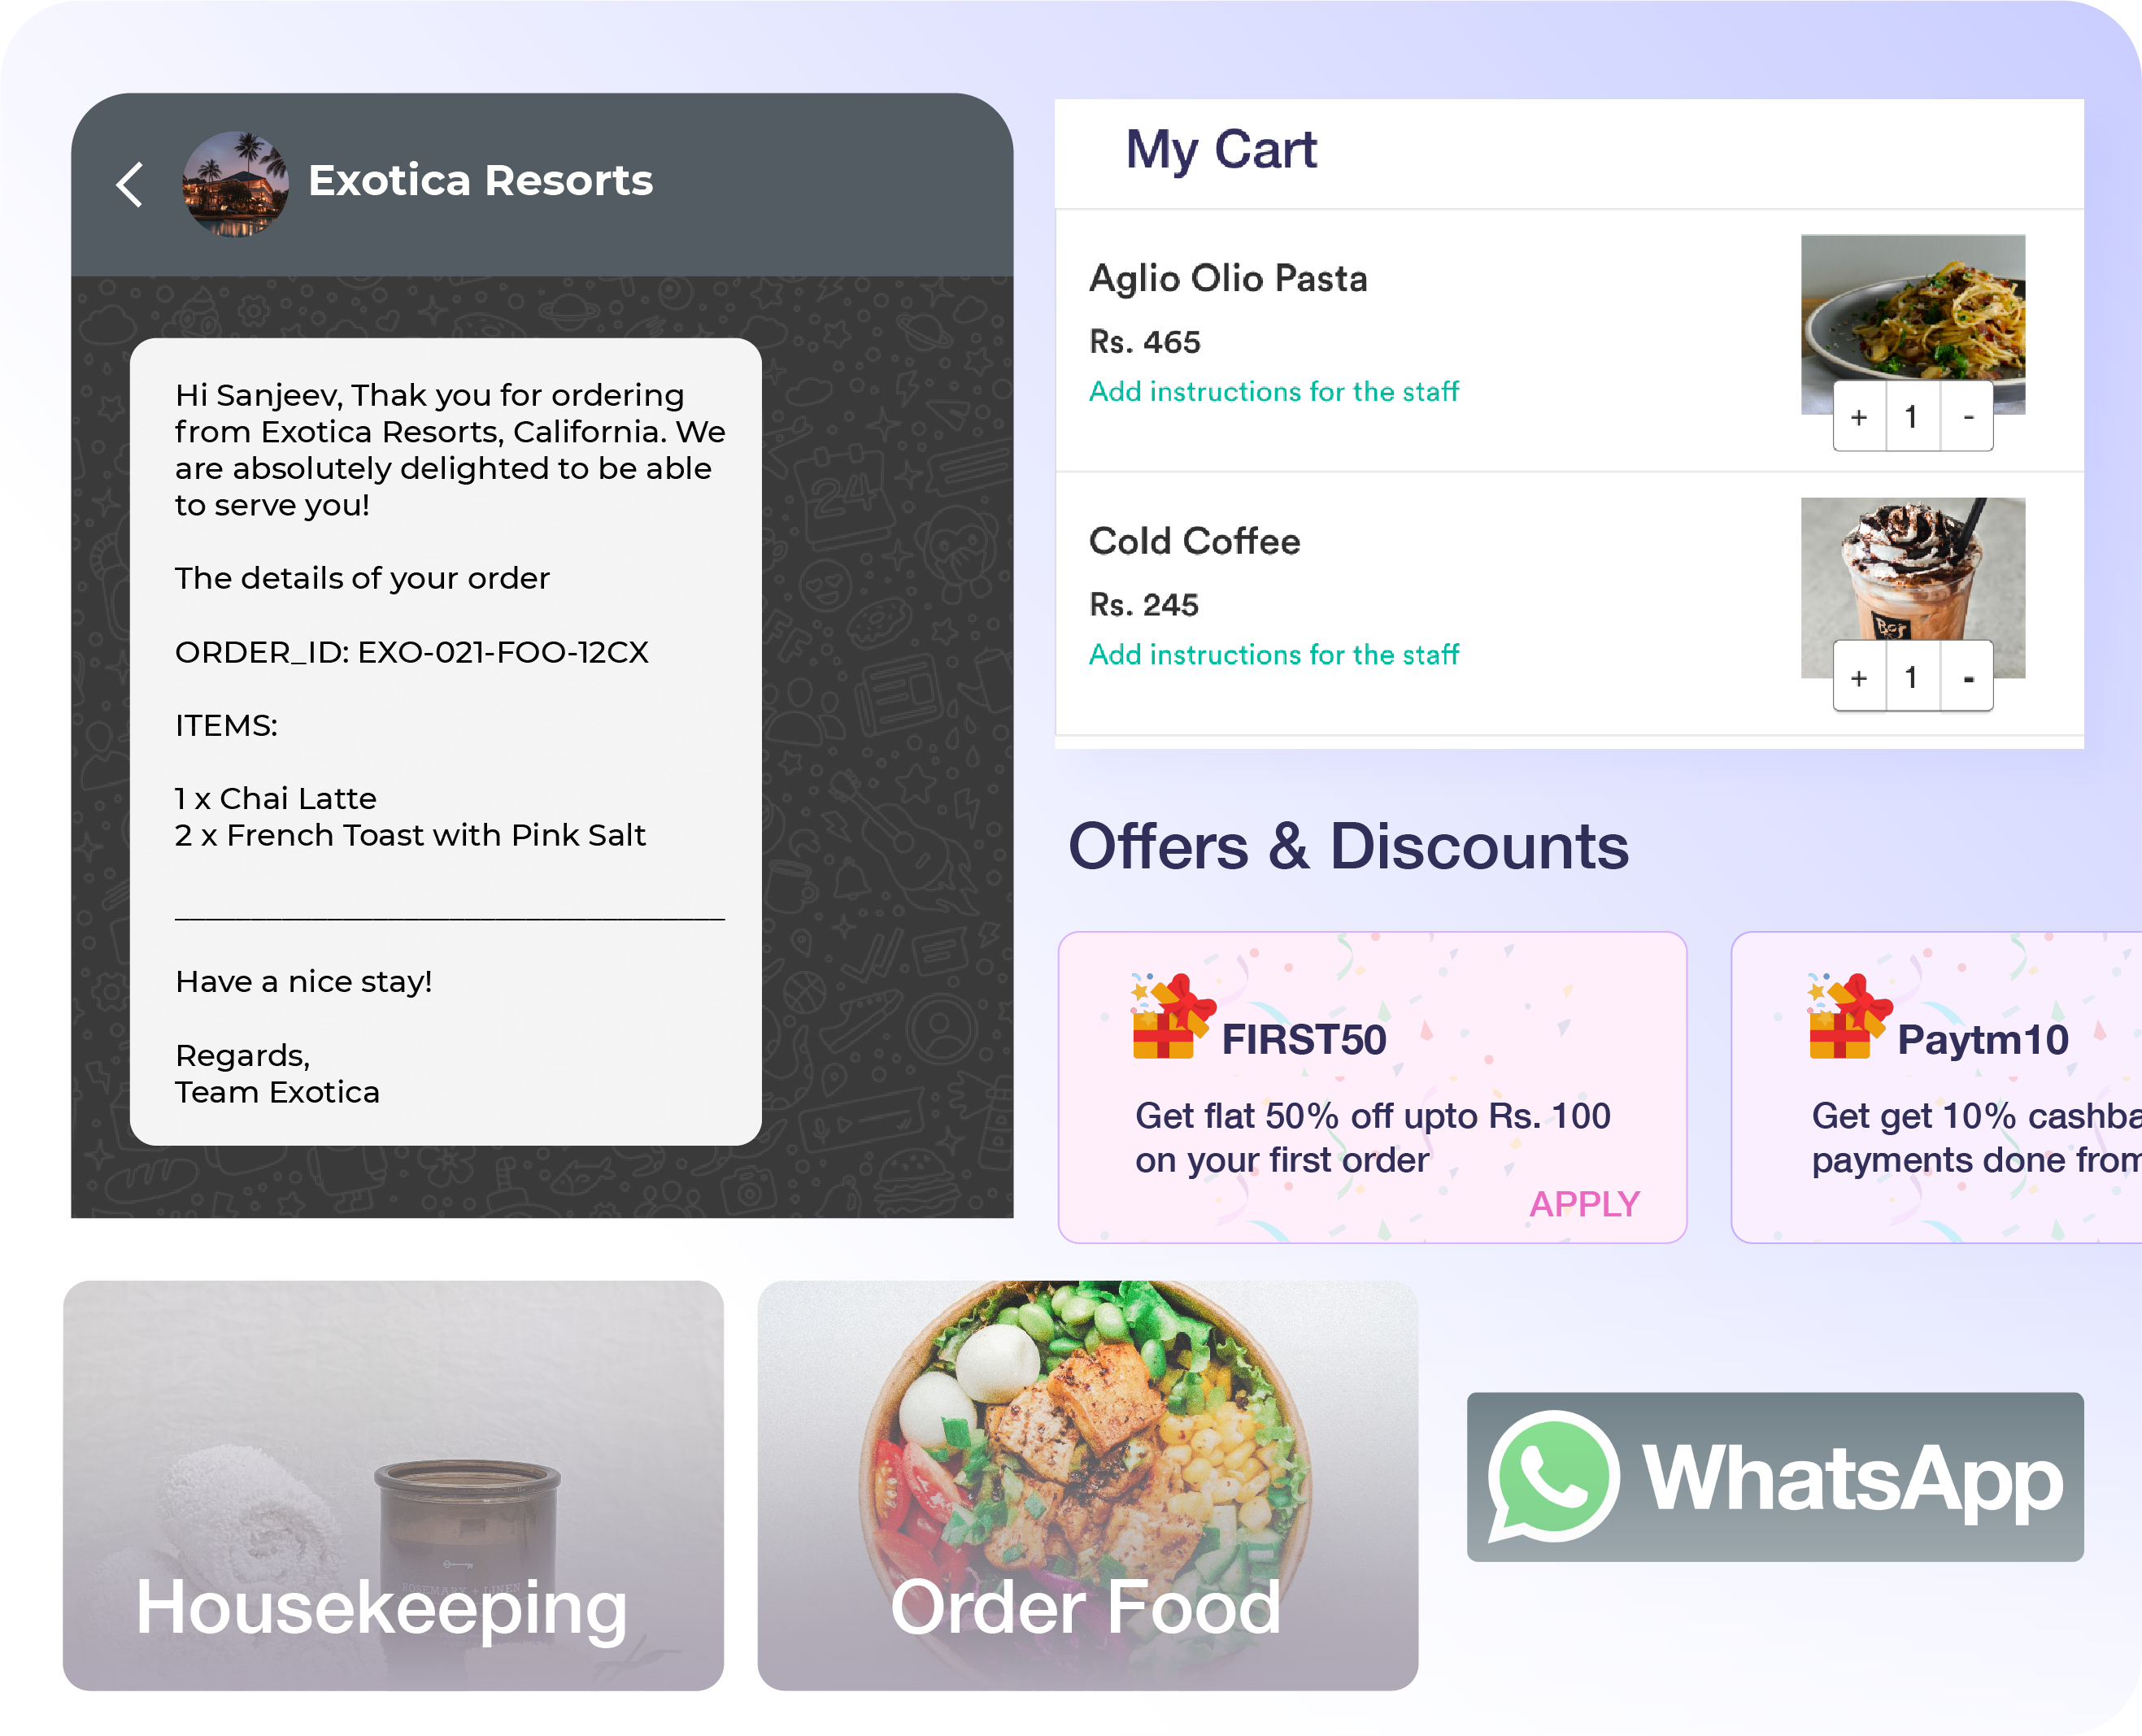 Exotica Resorts
Hi Sanjeev, Thak you for ordering
from Exotica Resorts, California. We
are absolutely delighted to be able
to serve you!
The details of your order
ORDER_ID: EXO-021-FOO-12CX
ITEMS:
1 x Chai Latte
2 x French Toast with Pink Salt
Have a nice stay!
Regards,
Team Exotica
My Cart
Aglio Olio Pasta
Rs. 465
Add instructions for the staff
+ 1 -
Cold Coffee
Rs. 245
Add instructions for the staff
+ 1 -
Offers & Discounts
FIRST50
Get flat 50% off upto Rs. 100
on your first order
APPLY
Paytm10
Get get 10% cashba
payments done from
ROSEMARY + LINEN
Housekeeping
Order Food
WhatsApp
24